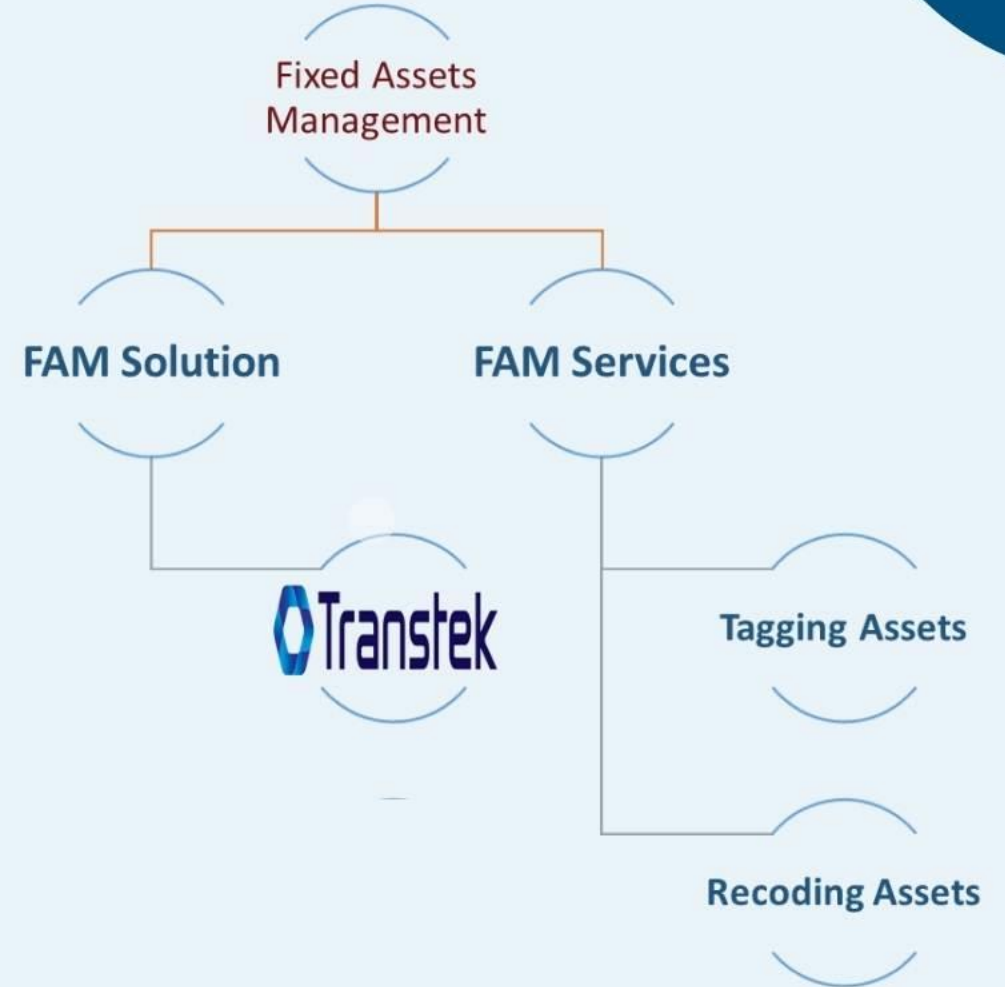 Fixed Assets
Management
FAM Solution
FAM Services
Transtek
Tagging Assets
Recoding Assets